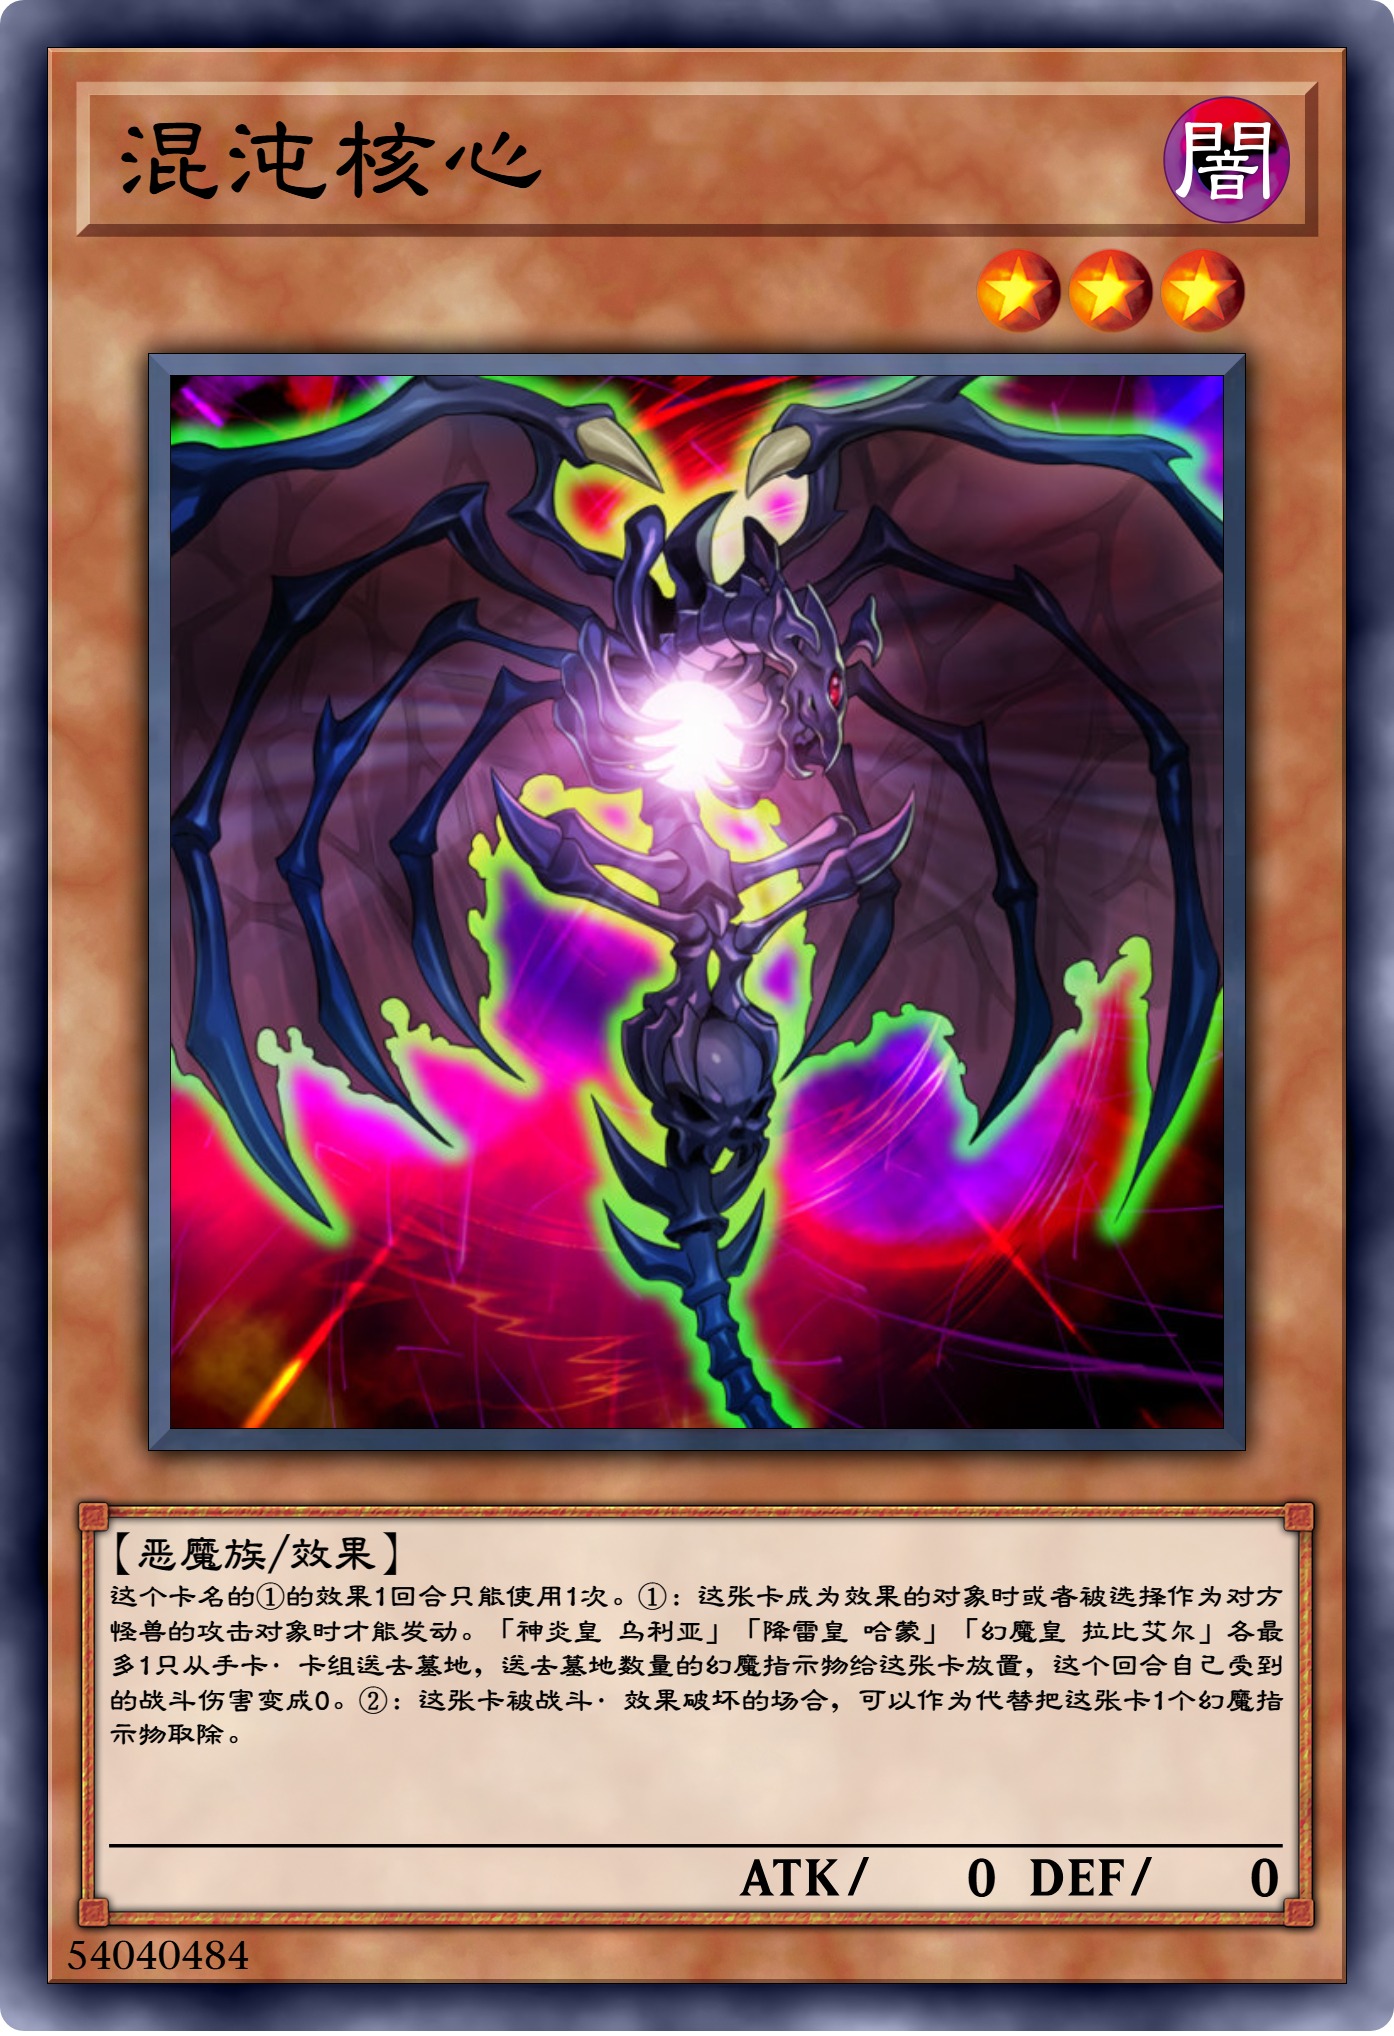 混沌核心
闇
【恶魔族/效果】
这个卡名的①的效果1回合只能使用1次。①：这张卡成为效果的对象时或者被选择作为对方
怪兽的攻击对象时才能发动。「神炎皇 乌利亚」「降雷皇 哈蒙」「幻魔皇 拉比艾尔」各最
多1只从手卡·卡组送去墓地，送去墓地数量的幻魔指示物给这张卡放置，这个回合自己受到
的战斗伤害变成0。②：这张卡被战斗·效果破坏的场合，可以作为代替把这张卡1个幻魔指
示物取除。
ATK/ 0 DEF/ 0
54040484